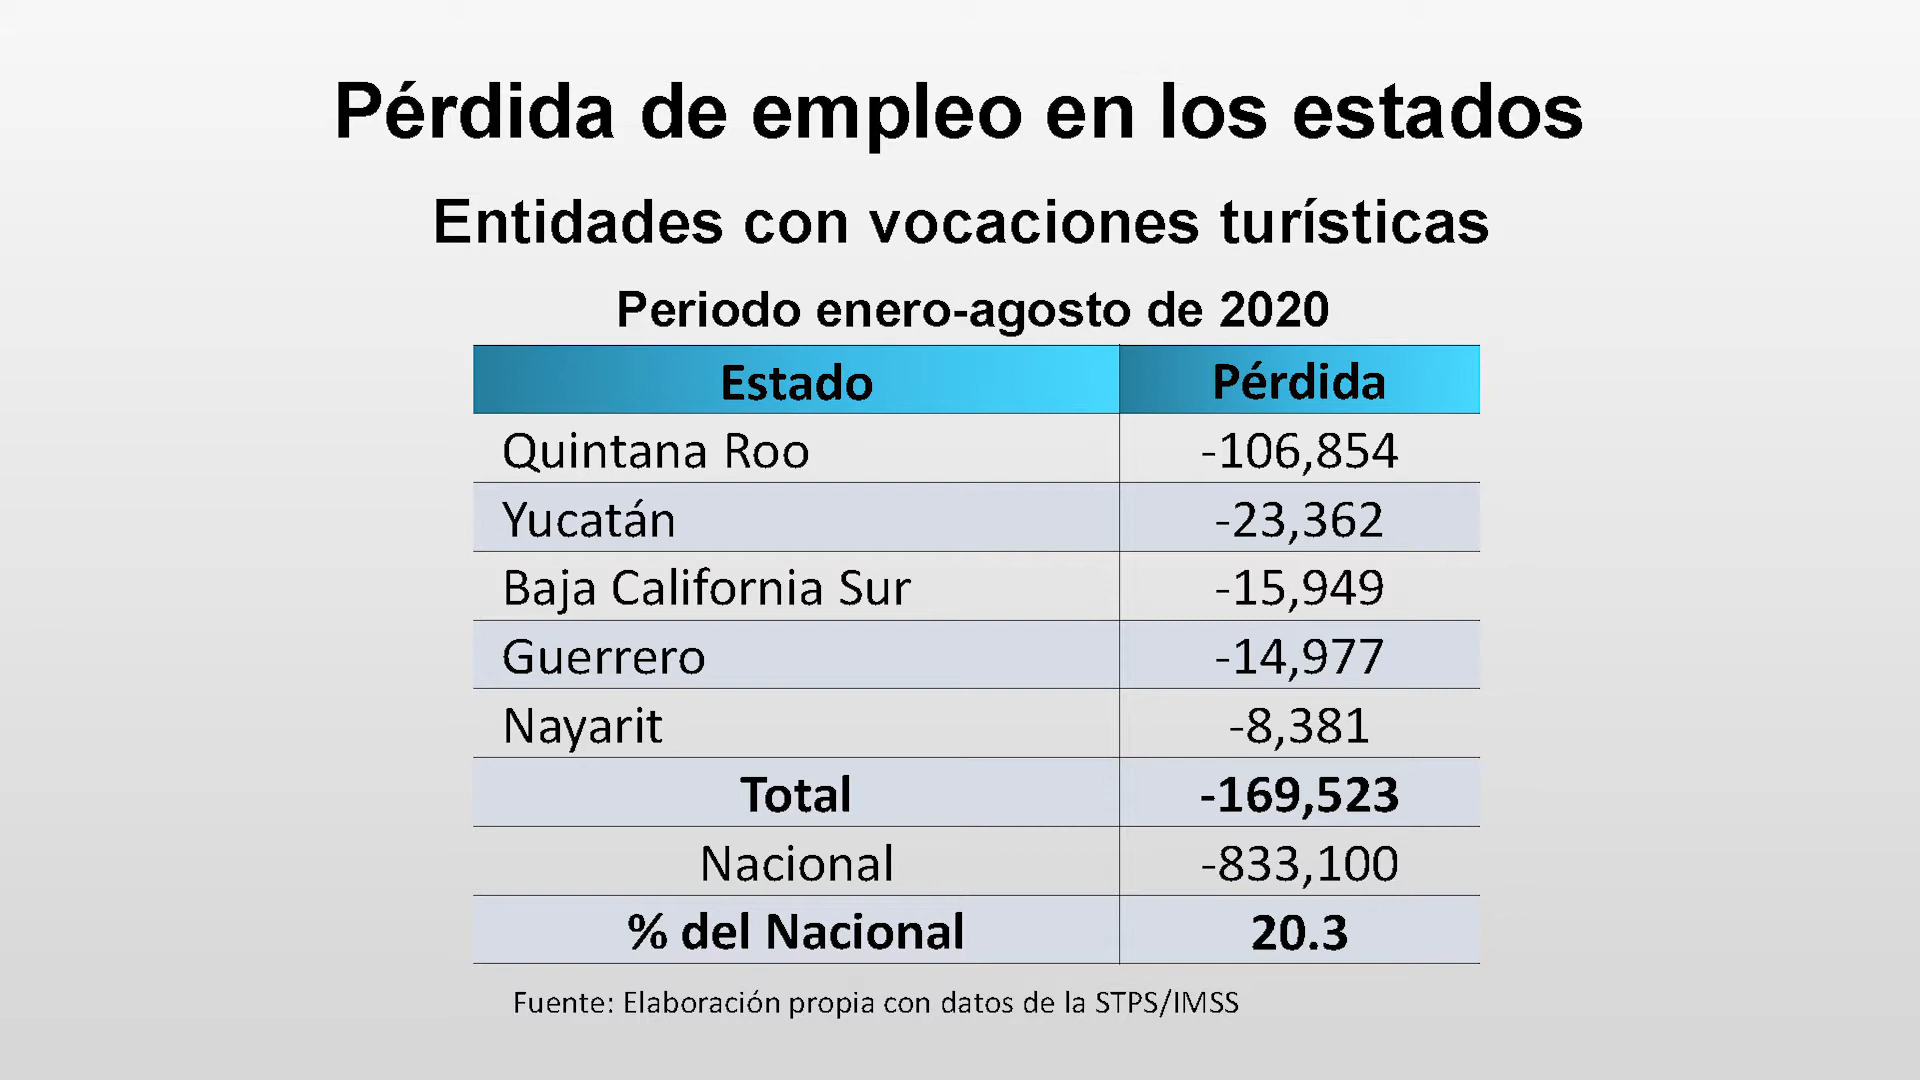 Pérdida de empleo en los estados
Entidades con vocaciones turísticas
Periodo enero-agosto de 2020
Estado Pérdida
Quintana Roo -106,854
Yucatán -23,362
Baja California Sur -15,949
Guerrero -14,977
Nayarit -8,381
Total -169,523
Nacional -833,100
% del Nacional 20.3
Fuente: Elaboración propia con datos de la STPS/IMSS